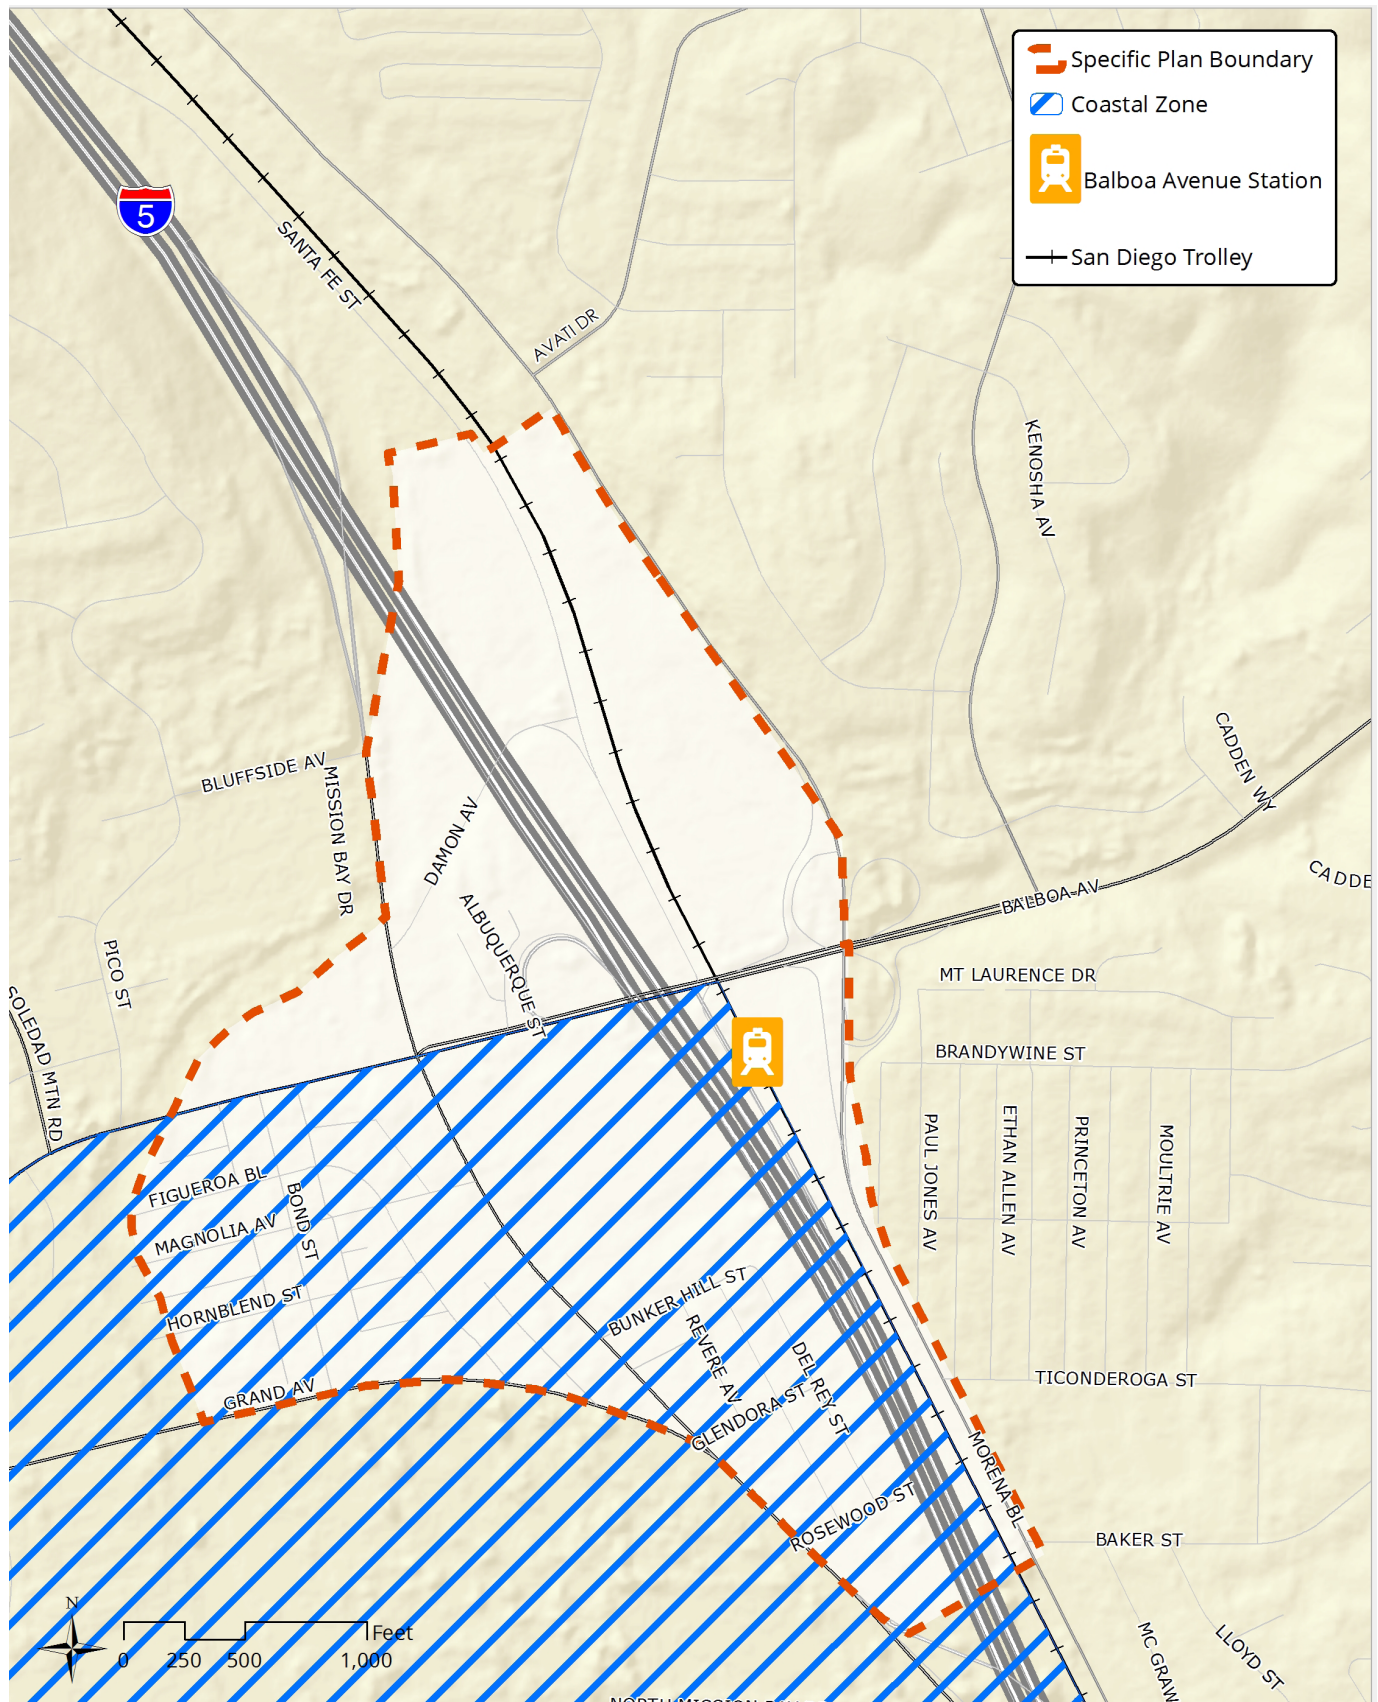 Specific Plan Boundary
Coastal Zone
Balboa Avenue Station
San Diego Trolley
5
SANTA FE ST
AVATI DR
KENOSHA AV
CADDEN WY
BLUFFSIDE AV
MISSION BAY DR
DAMON AV
CADDE
BALBOA AV
ALBUQUERQUE ST
PICO ST
MT LAURENCE DR
SOLEDAD MTN RD
BRANDYWINE ST
PAUL JONES AV
ETHAN ALLEN AV
PRINCETON AV
MOULTRIE AV
FIGUEROA BL
BOND ST
MAGNOLIA AV
HORNBLEND ST
BUNKER HILL ST
REVERE AV
DEL REY ST
GRAND AV
GLENDORA ST
TICONDEROGA ST
MORENA BL
ROSEWOOD ST
BAKER ST
N
Feet
0 250 500 1,000
MC GRAW
LLOYD ST